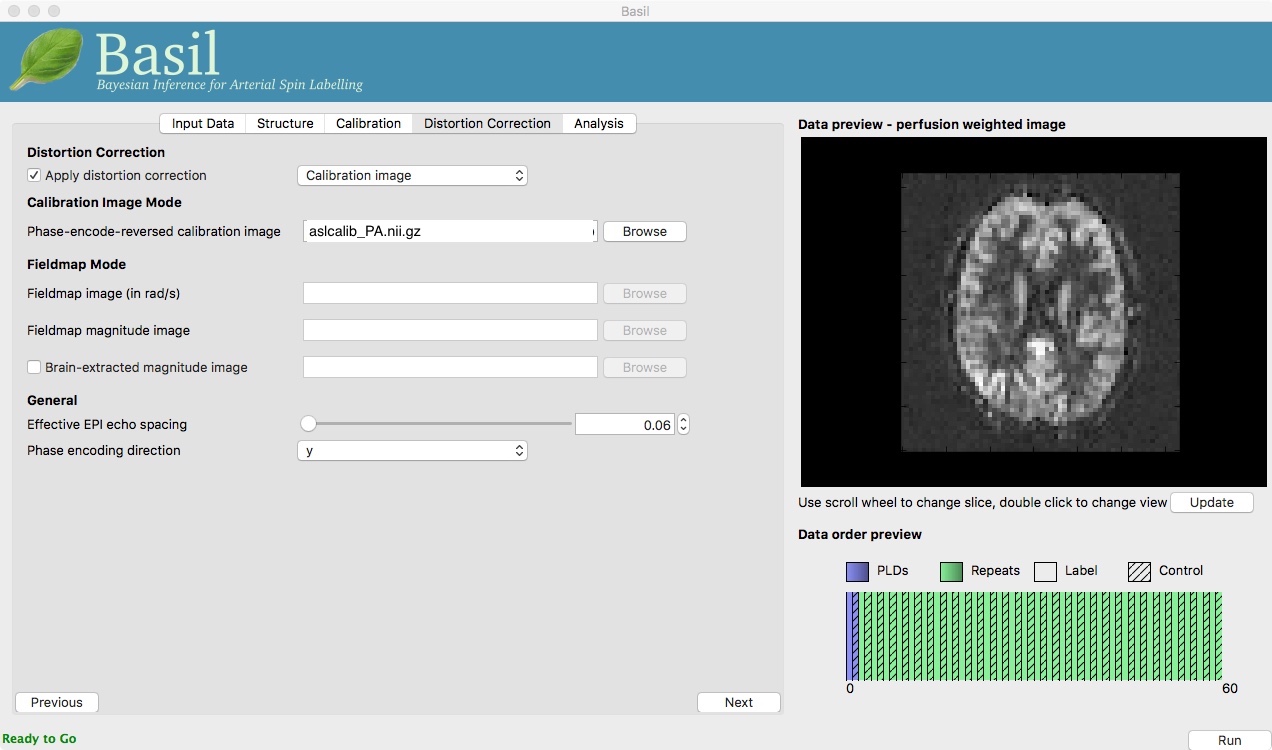 Basil
Basil
Bayesian Inference for Arterial Spin Labelling
Input Data Structure Calibration Distortion Correction Analysis
Distortion Correction
Apply distortion correction Calibration image
Calibration Image Mode
Phase-encode-reversed calibration image aslcalib_PA.nii.gz Browse
Fieldmap Mode
Fieldmap image (in rad/s) Browse
Fieldmap magnitude image Browse
Brain-extracted magnitude image Browse
General
Effective EPI echo spacing 0.06
Phase encoding direction y
Previous Next
Data preview - perfusion weighted image
Use scroll wheel to change slice, double click to change view Update
Data order preview
PLDs Repeats Label Control
0 60
Ready to Go Run